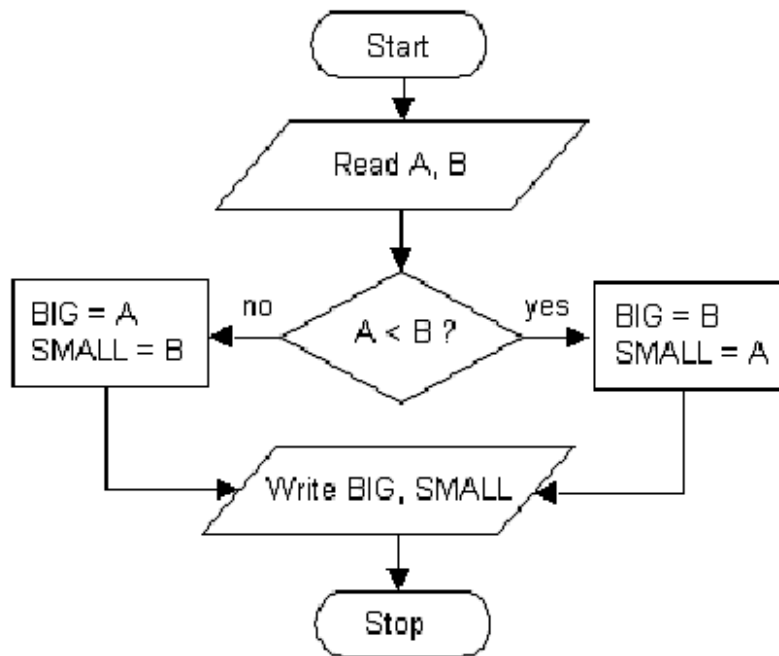 Start
Read A, B
no
A < B ?
yes
BIG = A
SMALL = B
BIG = B
SMALL = A
Write BIG, SMALL
Stop